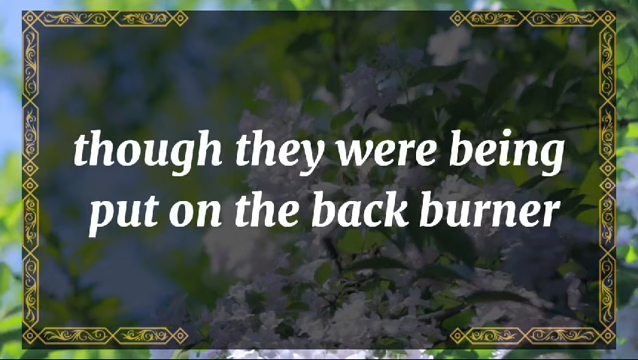 though they were being
put on the back burner